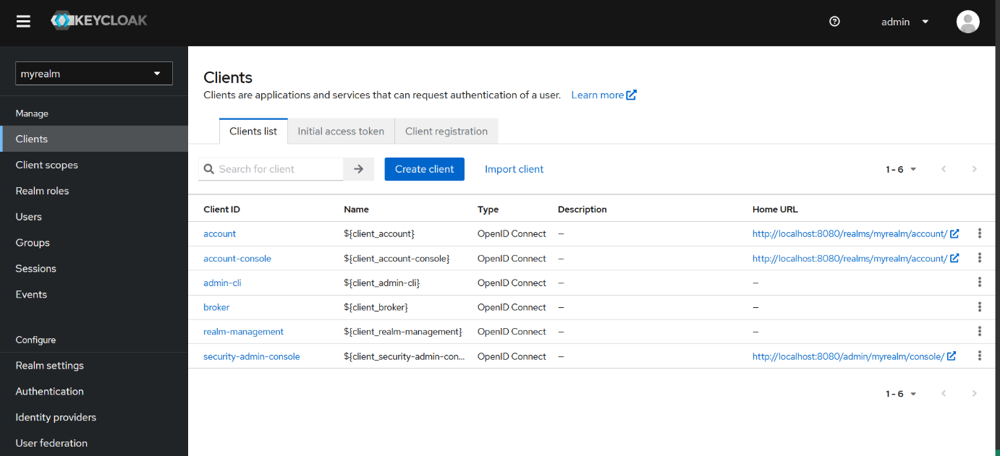 KEYCLOAK
admin
myrealm
Manage
Clients
Client scopes
Realm roles
Users
Groups
Sessions
Events
Configure
Realm settings
Authentication
Identity providers
User federation
Clients
Clients are applications and services that can request authentication of a user. Learn more
Clients list Initial access token Client registration
Search for client Create client Import client 1 - 6
Client ID Name Type Description Home URL
account ${client_account} OpenID Connect – http://localhost:8080/realms/myrealm/account/
account-console ${client_account-console} OpenID Connect – http://localhost:8080/realms/myrealm/account/
admin-cli ${client_admin-cli} OpenID Connect – –
broker ${client_broker} OpenID Connect – –
realm-management ${client_realm-management} OpenID Connect – –
security-admin-console ${client_security-admin-con... OpenID Connect – http://localhost:8080/admin/myrealm/console/
1 - 6